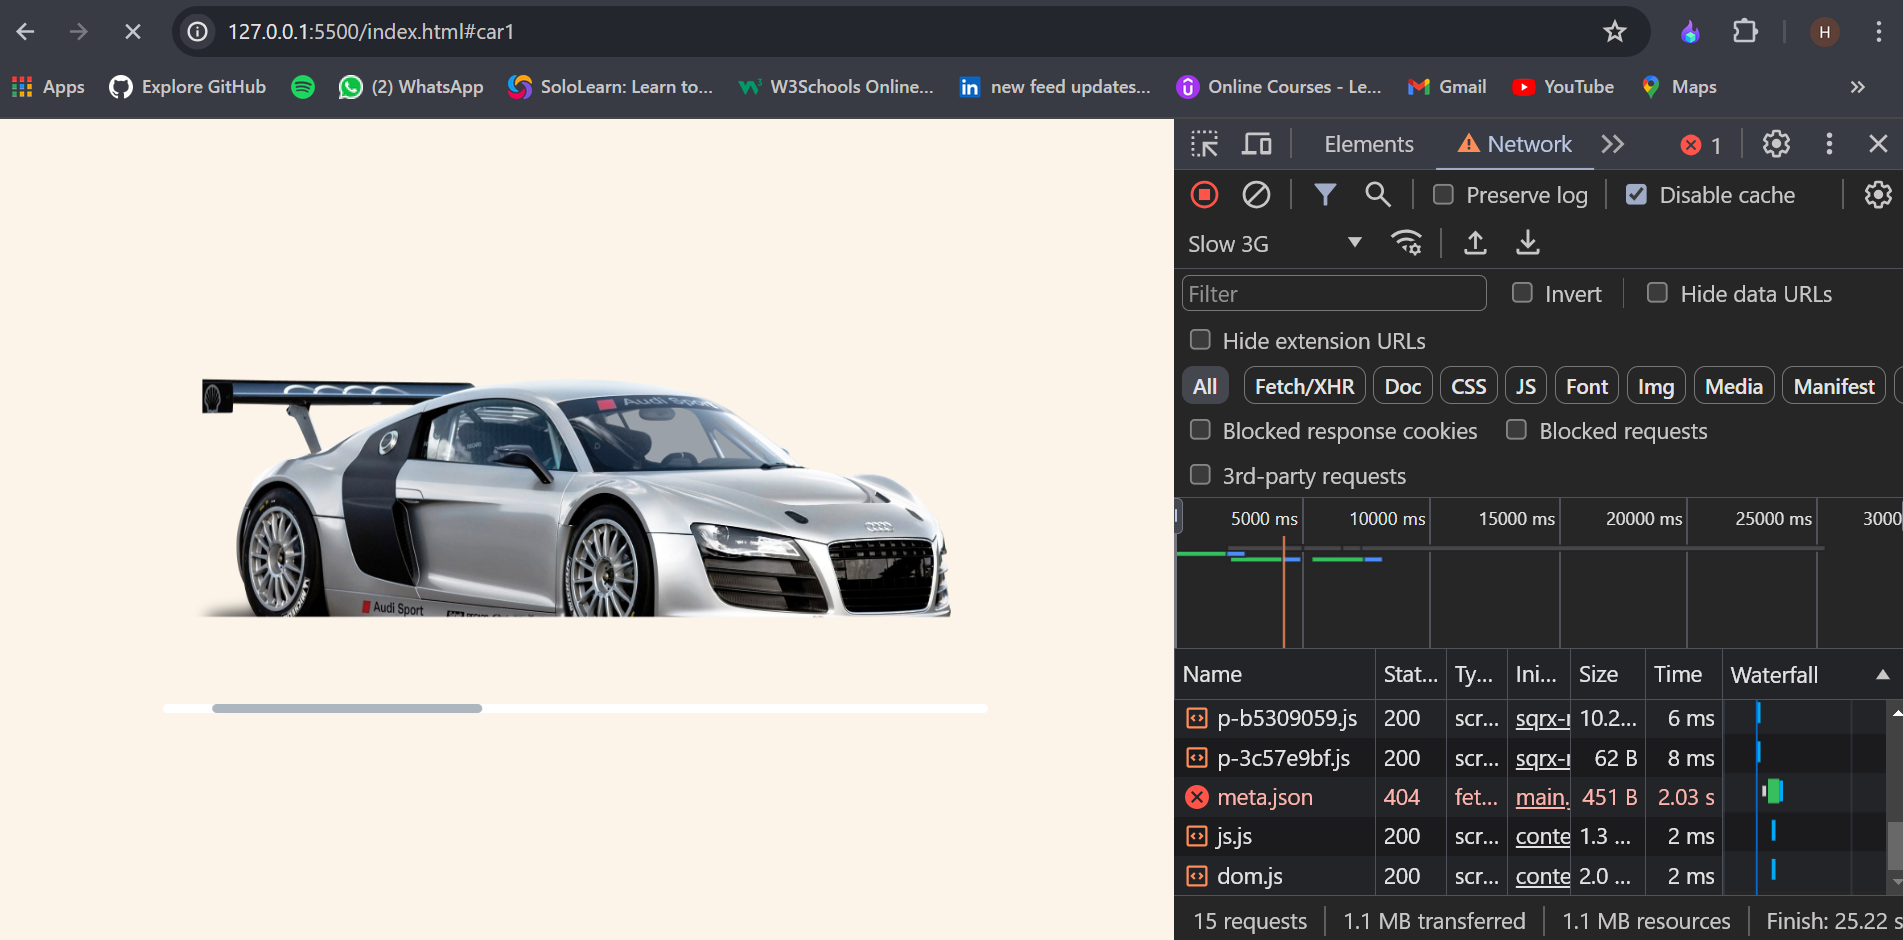 127.0.0.1:5500/index.html#car1
H
Apps
Explore GitHub
(2) WhatsApp
SoloLearn: Learn to...
W3Schools Online...
new feed updates...
Online Courses - Le...
Gmail
YouTube
Maps
Elements
Network
1
Preserve log
Disable cache
Slow 3G
Filter
Invert
Hide data URLs
Hide extension URLs
All
Fetch/XHR
Doc
CSS
JS
Font
Img
Media
Manifest
Blocked response cookies
Blocked requests
3rd-party requests
5000 ms
10000 ms
15000 ms
20000 ms
25000 ms
3000
Name Stat... Ty... Ini... Size Time Waterfall
p-b5309059.js 200 scr... sqrx-r 10.2... 6 ms
p-3c57e9bf.js 200 scr... sqrx-r 62 B 8 ms
meta.json 404 fet... main. 451 B 2.03 s
js.js 200 scr... conte 1.3 ... 2 ms
dom.js 200 scr... conte 2.0 ... 2 ms
15 requests
1.1 MB transferred
1.1 MB resources
Finish: 25.22 s
Audi Sport
Audi Sport